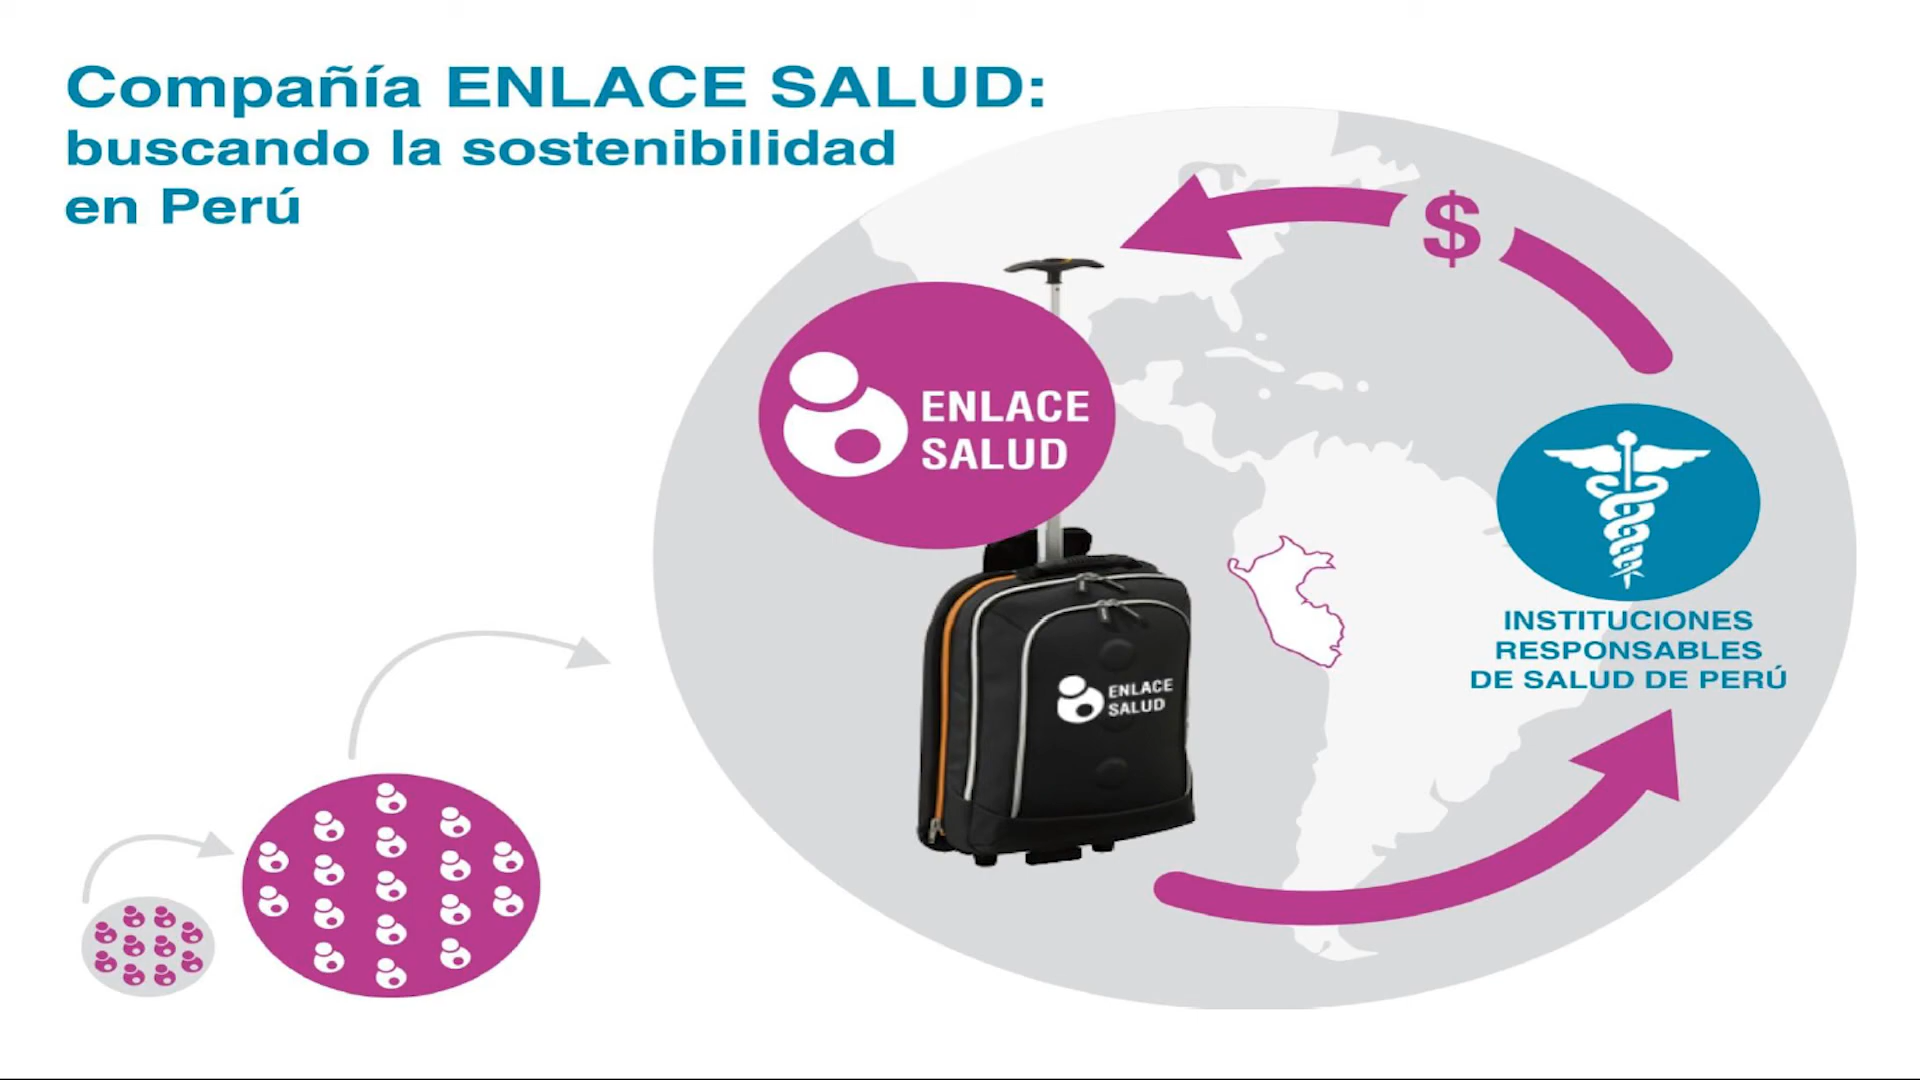 Compañía ENLACE SALUD:
buscando la sostenibilidad
en Perú
$
ENLACE
SALUD
INSTITUCIONES
RESPONSABLES
DE SALUD DE PERÚ
ENLACE
SALUD